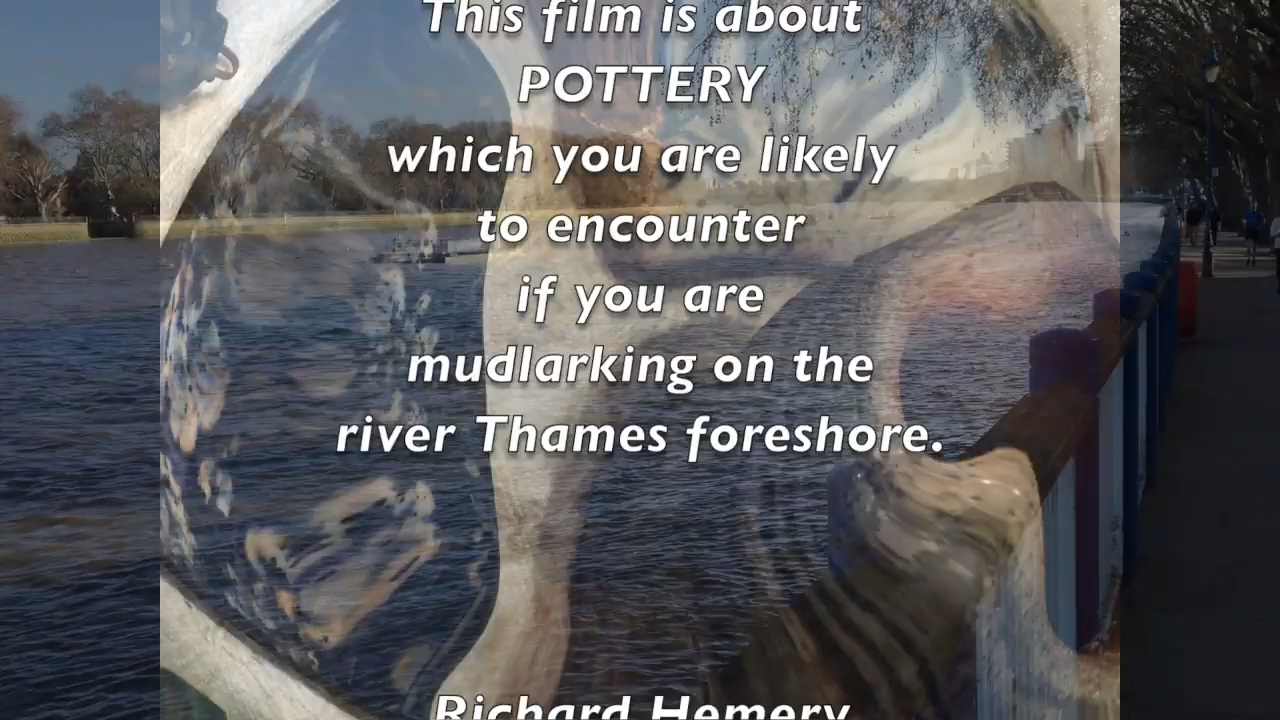 This film is about
POTTERY
which you are likely
to encounter
if you are
mudlarking on the
river Thames foreshore.
Richard Hemery